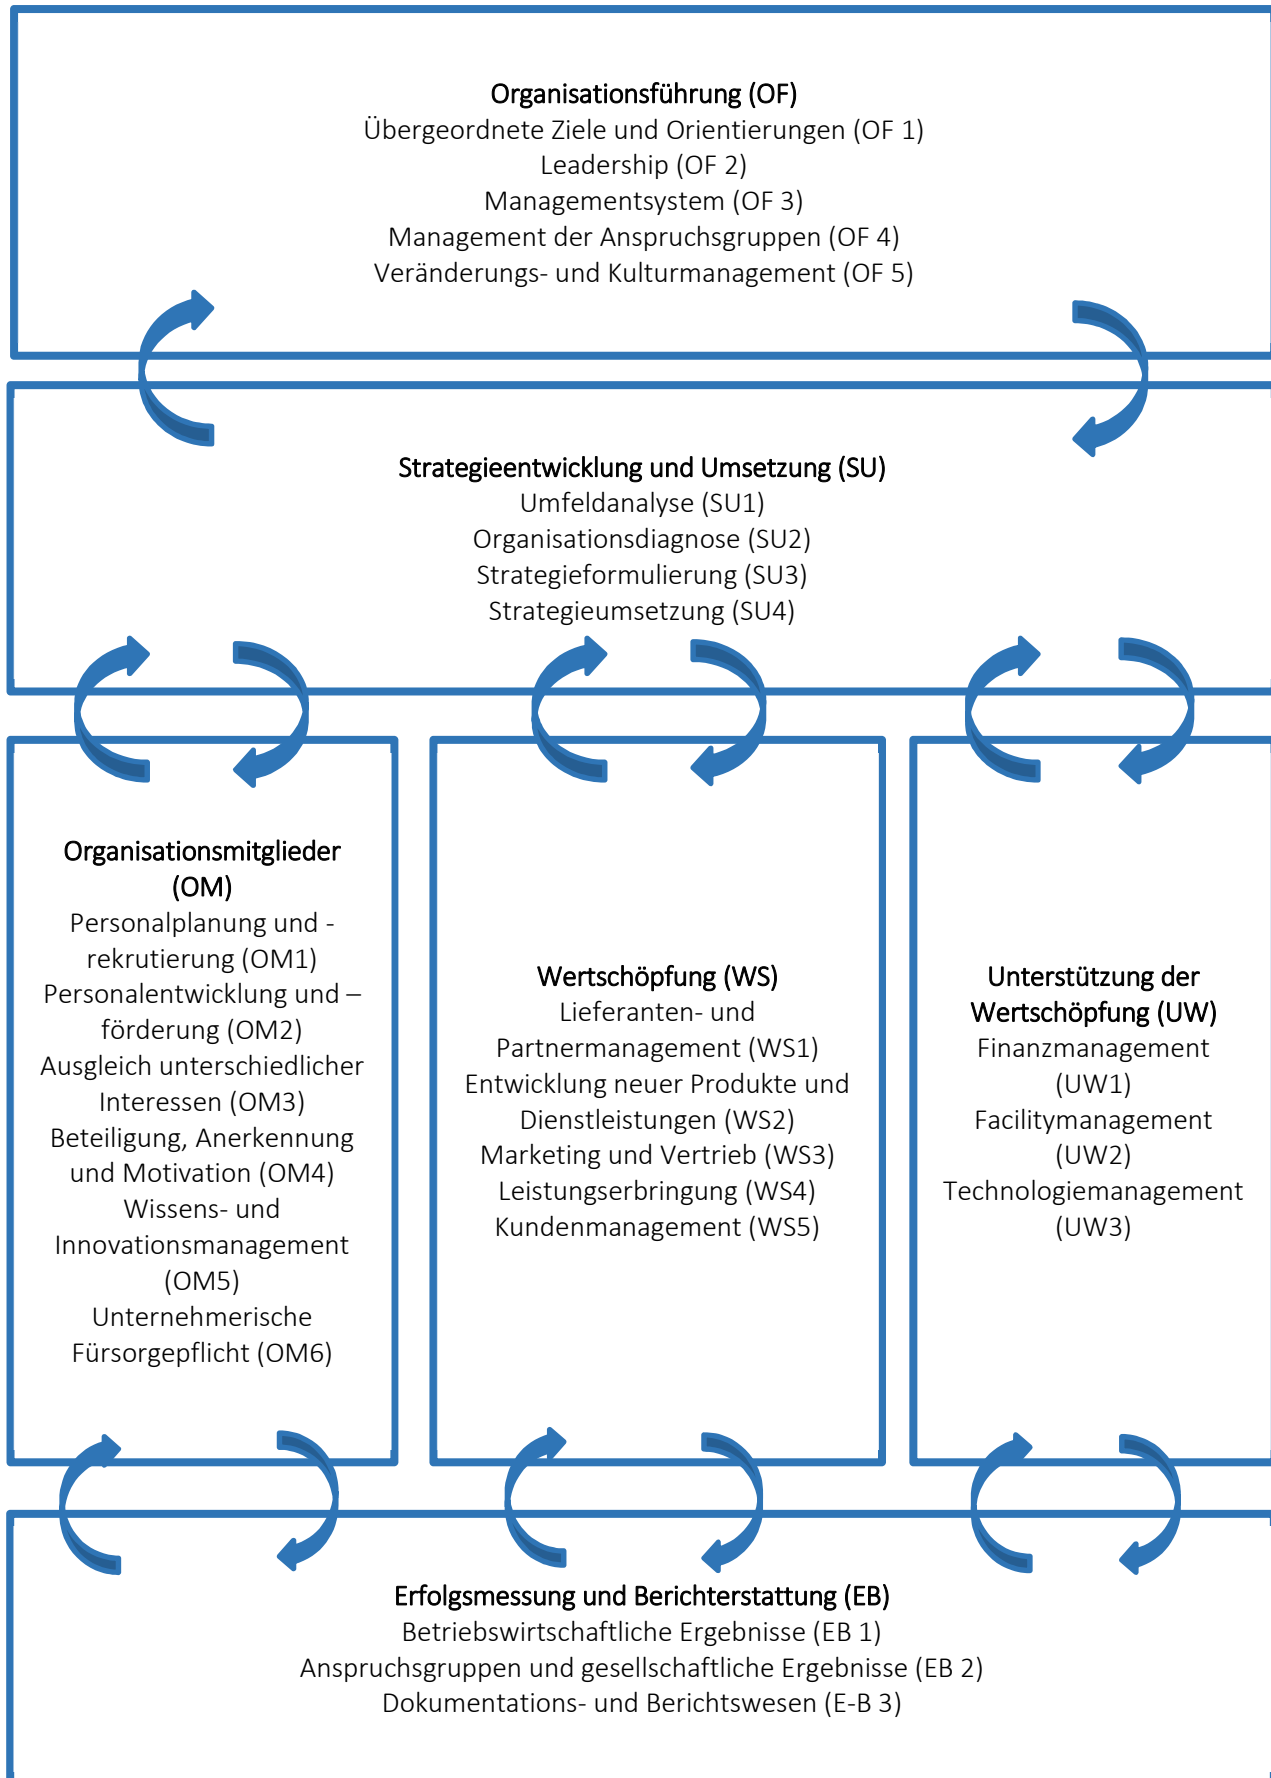 Organisationsführung (OF)
Übergeordnete Ziele und Orientierungen (OF 1)
Leadership (OF 2)
Managementsystem (OF 3)
Management der Anspruchsgruppen (OF 4)
Veränderungs- und Kulturmanagement (OF 5)
Strategieentwicklung und Umsetzung (SU)
Umfeldanalyse (SU1)
Organisationsdiagnose (SU2)
Strategieformulierung (SU3)
Strategieumsetzung (SU4)
Organisationsmitglieder
(OM)
Personalplanung und -
rekrutierung (OM1)
Personalentwicklung und –
förderung (OM2)
Ausgleich unterschiedlicher
Interessen (OM3)
Beteiligung, Anerkennung
und Motivation (OM4)
Wissens- und
Innovationsmanagement
(OM5)
Unternehmerische
Fürsorgepflicht (OM6)
Wertschöpfung (WS)
Lieferanten- und
Partnermanagement (WS1)
Entwicklung neuer Produkte und
Dienstleistungen (WS2)
Marketing und Vertrieb (WS3)
Leistungserbringung (WS4)
Kundenmanagement (WS5)
Unterstützung der
Wertschöpfung (UW)
Finanzmanagement
(UW1)
Facilitymanagement
(UW2)
Technologiemanagement
(UW3)
Erfolgsmessung und Berichterstattung (EB)
Betriebswirtschaftliche Ergebnisse (EB 1)
Anspruchsgruppen und gesellschaftliche Ergebnisse (EB 2)
Dokumentations- und Berichtswesen (E-B 3)